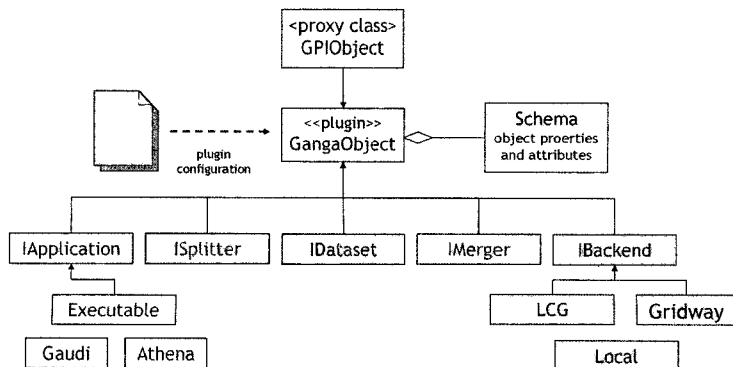 <proxy class>
GPIObject
<<plugin>>
GangaObject
Schema
object proerties
and attributes
plugin
configuration
IApplication
ISplitter
IDataset
IMerger
IBackend
Executable
LCG
Gridway
Gaudi
Athena
Local